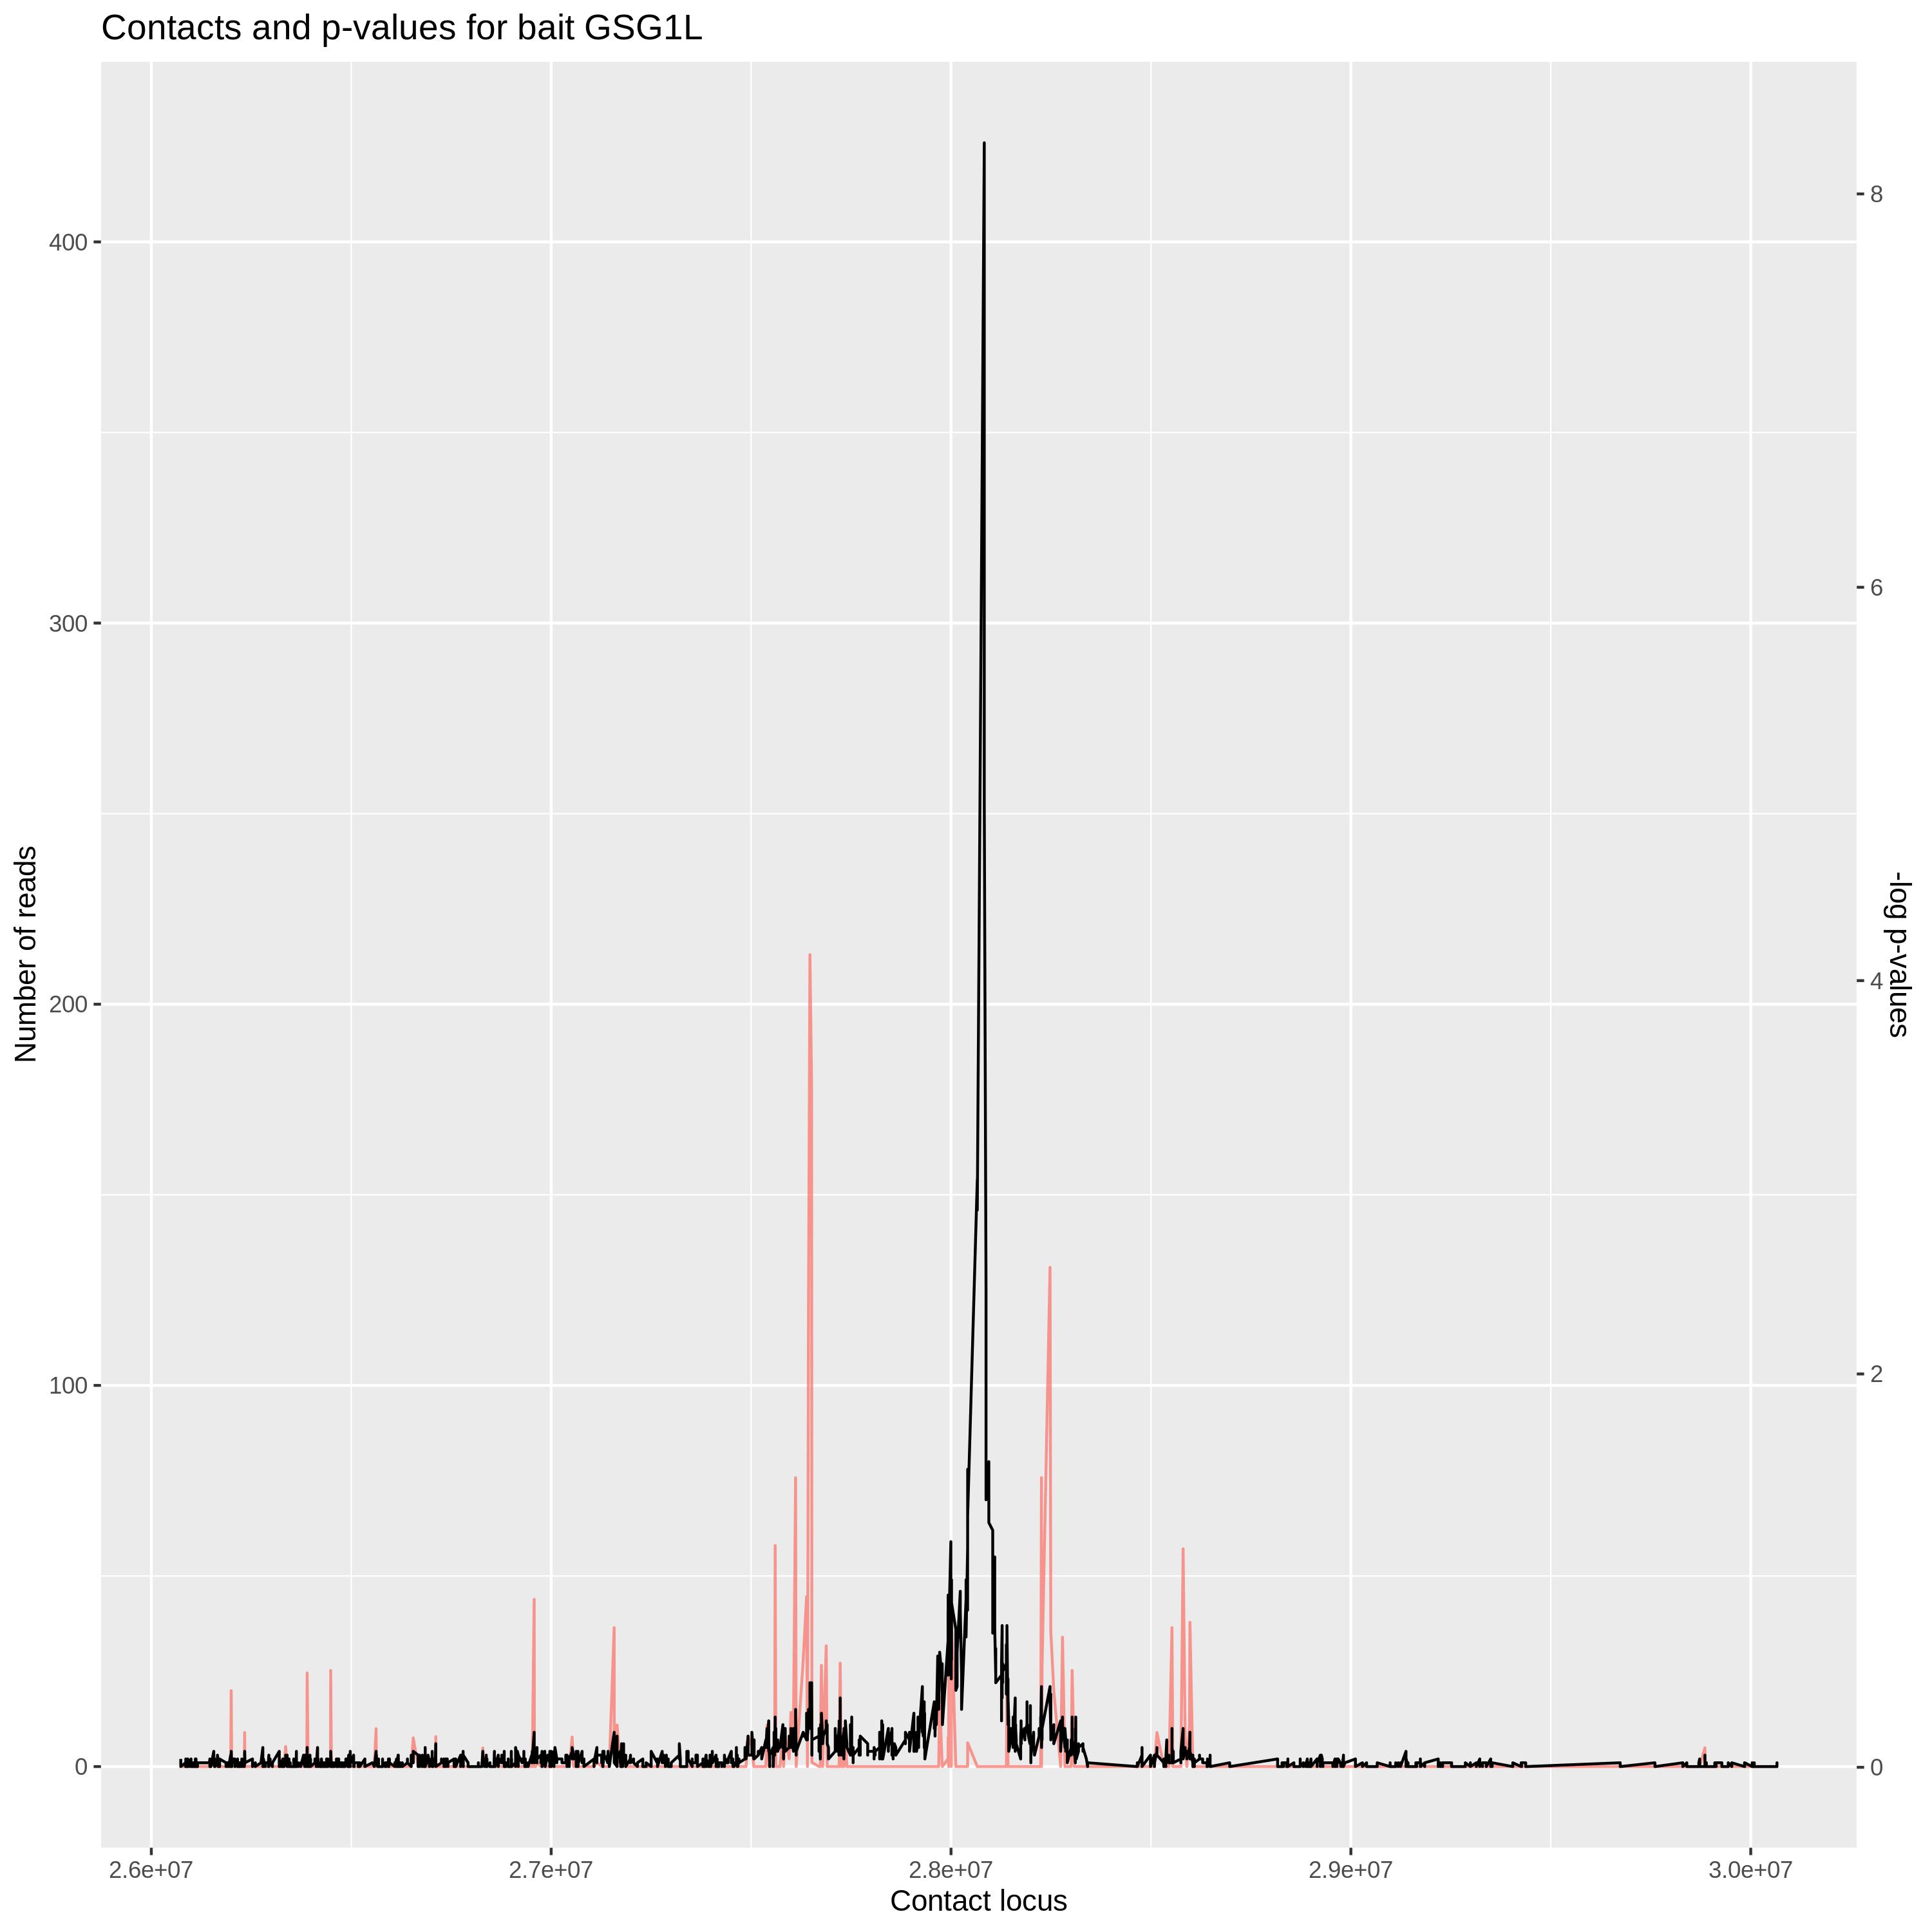 Contacts and p-values for bait GSG1L
Number of reads
400
300
200
100
0
8
6
4
2
0
-log p-values
2.6e+07
2.7e+07
2.8e+07
2.9e+07
3.0e+07
Contact locus